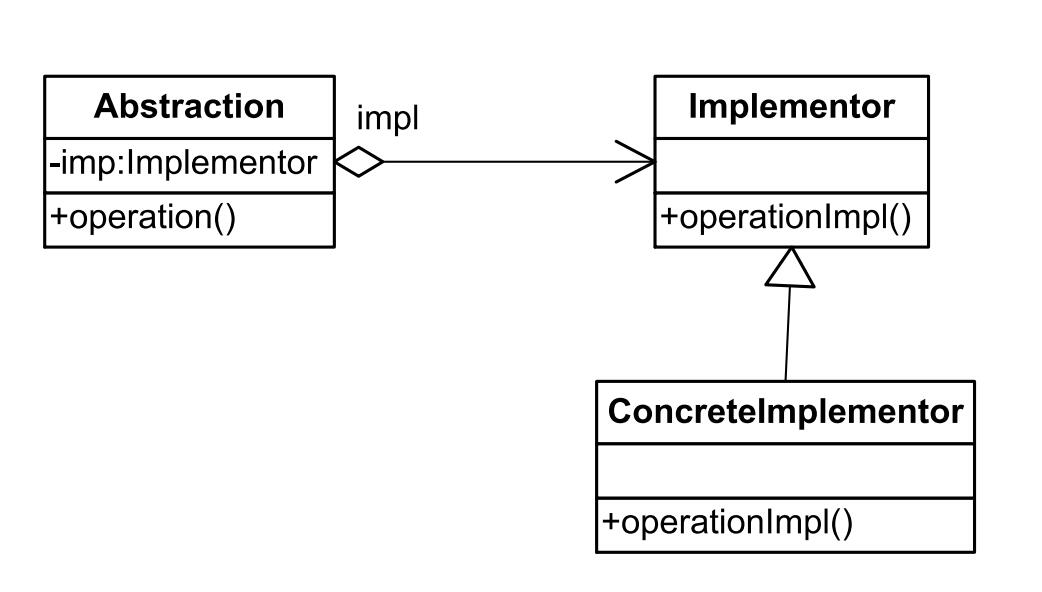 Abstraction
-imp:Implementor
+operation()
impl
Implementor
+operationImpl()
ConcreteImplementor
+operationImpl()